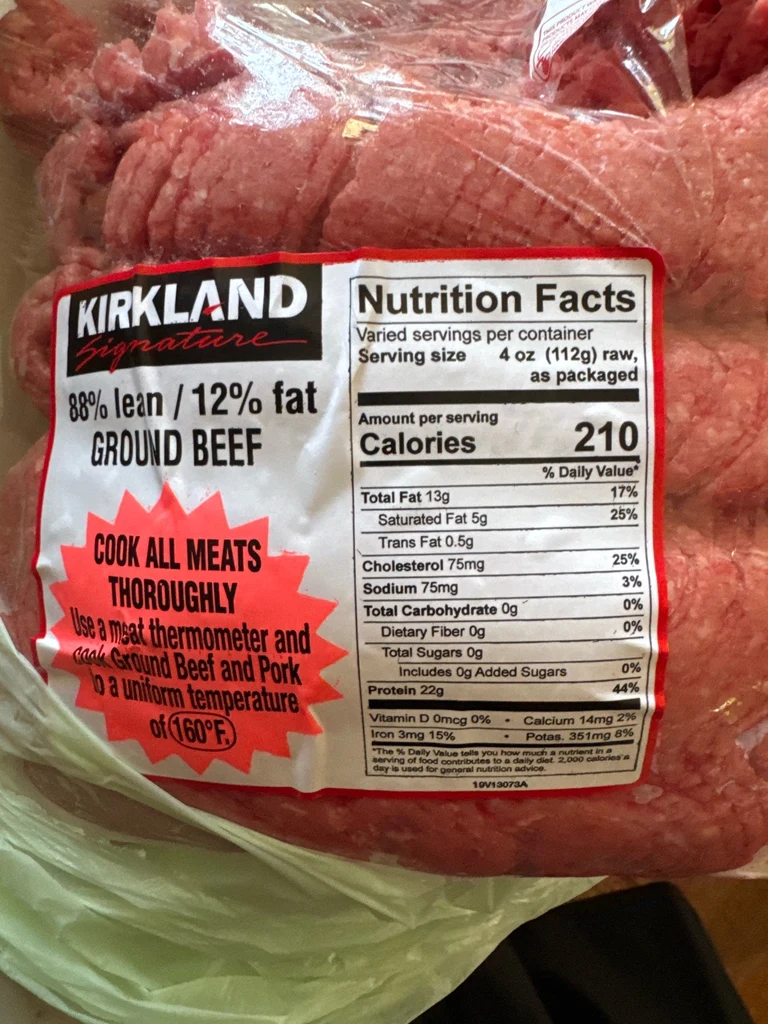 KIRKLAND
Signature
88% lean / 12% fat
GROUND BEEF
COOK ALL MEATS
THOROUGHLY
Use a meat thermometer and
cook Ground Beef and Pork
to a uniform temperature
of 160°F.
Nutrition Facts
Varied servings per container
Serving size 4 oz (112g) raw,
as packaged
Amount per serving
Calories 210
% Daily Value*
Total Fat 13g 17%
Saturated Fat 5g 25%
Trans Fat 0.5g
Cholesterol 75mg 25%
Sodium 75mg 3%
Total Carbohydrate 0g 0%
Dietary Fiber 0g 0%
Total Sugars 0g
Includes 0g Added Sugars 0%
Protein 22g 44%
Vitamin D 0mcg 0% • Calcium 14mg 2%
Iron 3mg 15% • Potas. 351mg 8%
*The % Daily Value tells you how much a nutrient in a
serving of food contributes to a daily diet. 2,000 calories a
day is used for general nutrition advice.
19V13073A